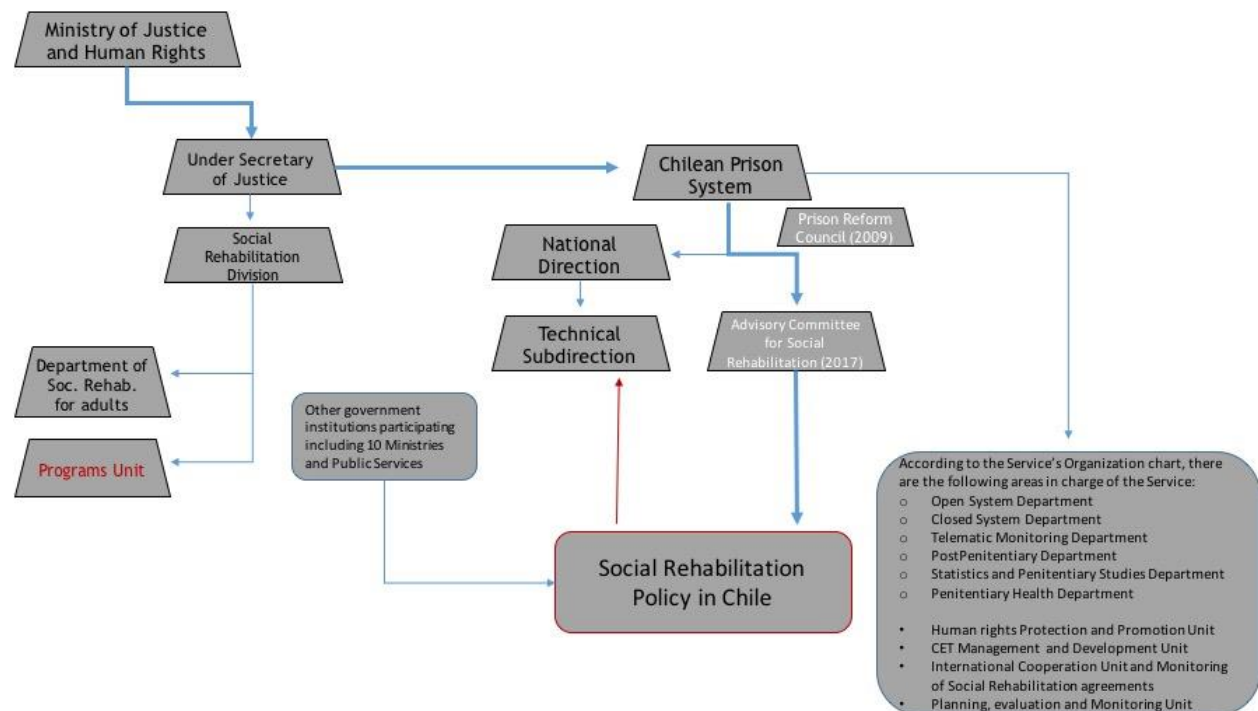 Ministry of Justice
and Human Rights
Under Secretary
of Justice
Chilean Prison
System
Prison Reform
Council (2009)
Social
Rehabilitation
Division
National
Direction
Technical
Subdirection
Advisory Committee
for Social
Rehabilitation (2017)
Department of
Soc. Rehab.
for adults
Programs Unit
Other government
institutions participating
including 10 Ministries
and Public Services
Social Rehabilitation
Policy in Chile
According to the Service's Organization chart, there
are the following areas in charge of the Service:
o Open System Department
o Closed System Department
o Telematic Monitoring Department
o PostPenitentiary Department
o Statistics and Penitentiary Studies Department
o Penitentiary Health Department
• Human rights Protection and Promotion Unit
• CET Management and Development Unit
• International Cooperation Unit and Monitoring
of Social Rehabilitation agreements
• Planning, evaluation and Monitoring Unit